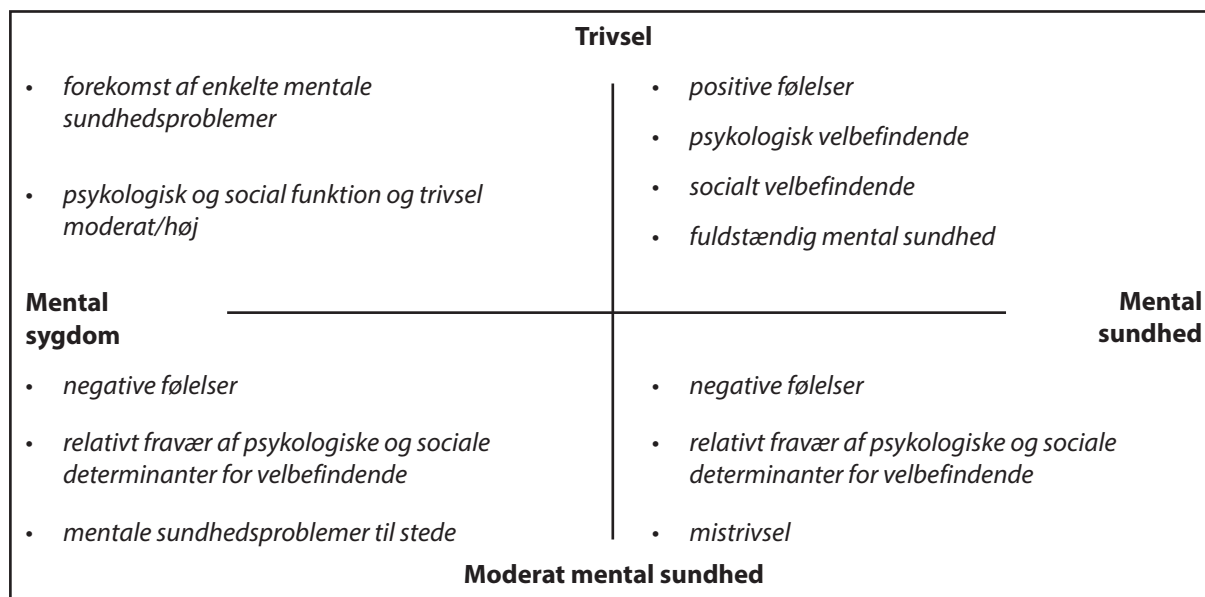 Trivsel
• forekomst af enkelte mentale
sundhedsproblemer
• psykologisk og social funktion og trivsel
moderat/høj
• positive følelser
• psykologisk velbefindende
• socialt velbefindende
• fuldstændig mental sundhed
Mental
sygdom
Mental
sundhed
• negative følelser
• relativt fravær af psykologiske og sociale
determinanter for velbefindende
• mentale sundhedsproblemer til stede
• negative følelser
• relativt fravær af psykologiske og sociale
determinanter for velbefindende
• mistrivsel
Moderat mental sundhed